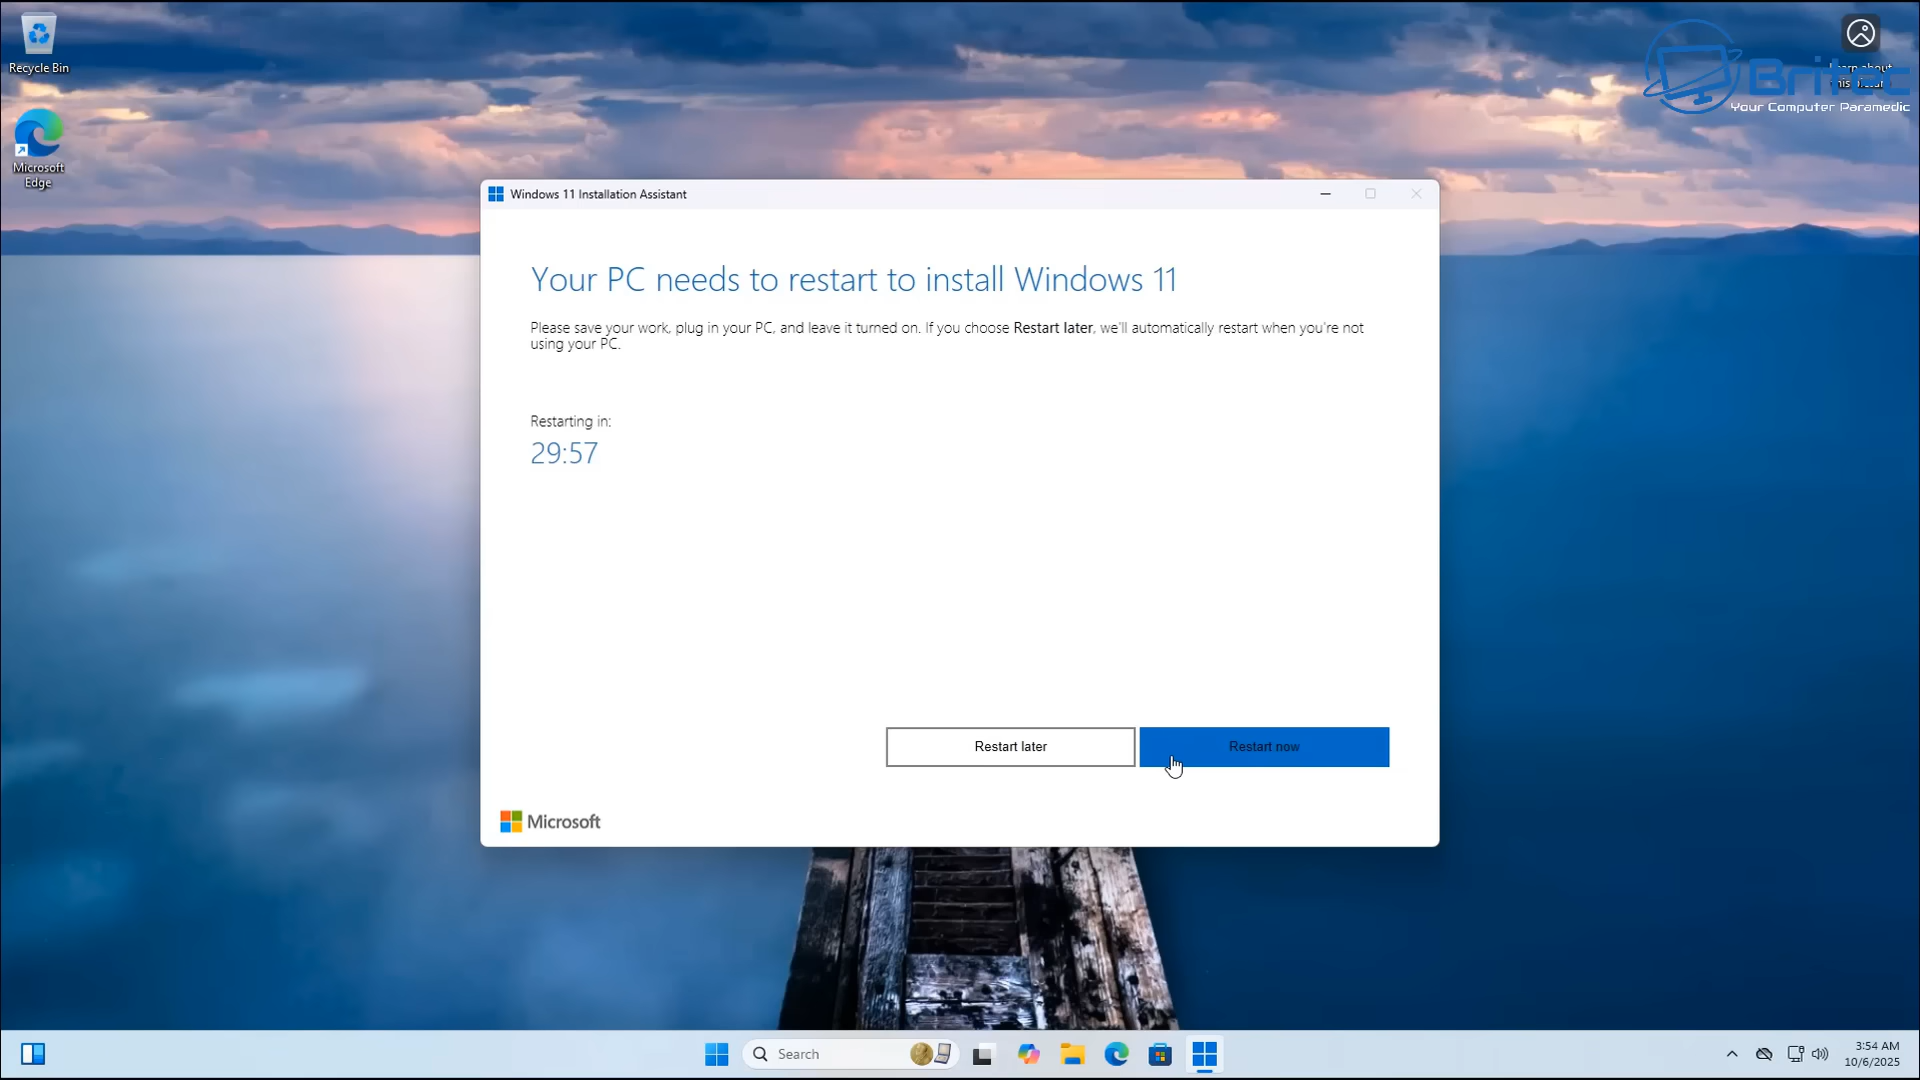 Recycle Bin
Microsoft
Edge
Britec
Your Computer Paramedic
Windows 11 Installation Assistant
Your PC needs to restart to install Windows 11
Please save your work, plug in your PC, and leave it turned on. If you choose Restart later, we'll automatically restart when you're not
using your PC.
Restarting in:
29:57
Restart later
Restart now
Microsoft
Search
3:54 AM
10/6/2025